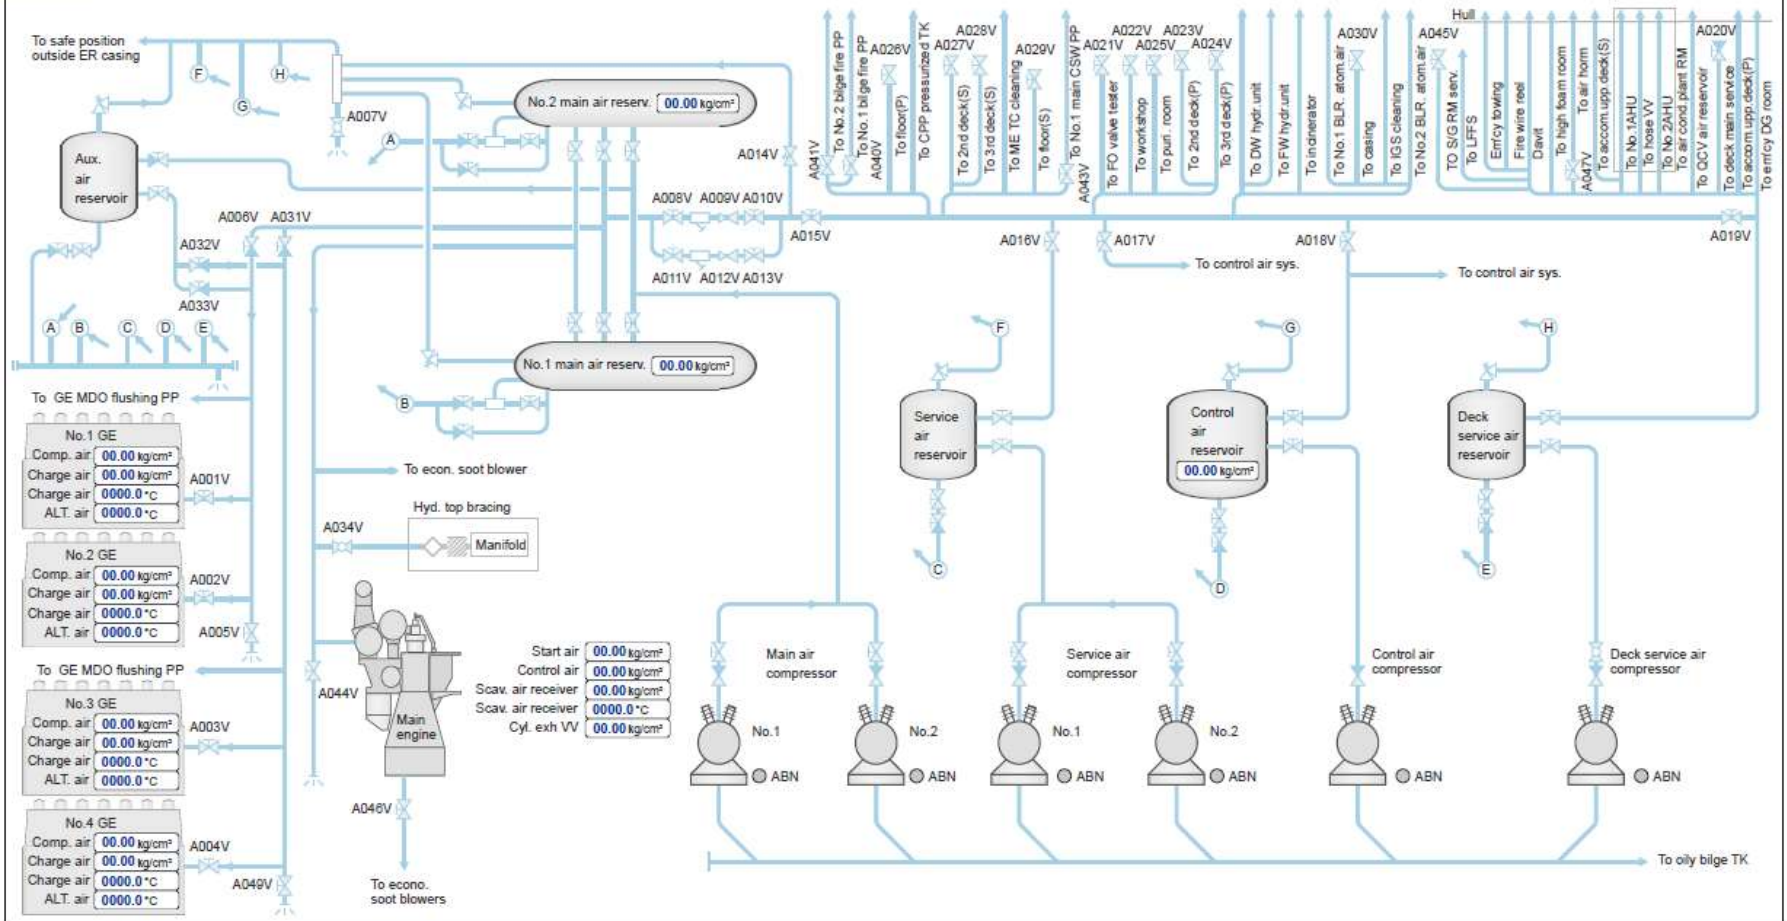 To safe position
outside ER casing
F
G
H
A007V
Aux.
air
reservoir
A006V
A031V
A032V
A033V
A
B
C
D
E
No.2 main air reserv. 00.00 kg/cm²
A
A014V
A008V
A009V
A010V
A015V
A011V
A012V
A013V
No.1 main air reserv. 00.00 kg/cm²
B
A041V
To No.2 bilge fire PP
To No.1 bilge fire PP
A040V
A026V
To floor(P)
To CPP pressurized TK
A027V
A028V
To 2nd deck(S)
To 3rd deck(S)
To ME TC cleaning
A029V
To floor(S)
To No.1 main CSW PP
A043V
A021V
A022V
A025V
A023V
A024V
To FO valve tester
To workshop
To puri. room
To 2nd deck(P)
To 3rd deck(P)
To DW hydr.unit
To FW hydr.unit
To incinerator
To No.1 BLR. atom.air
A030V
To casing
To IGS cleaning
To No.2 BLR. atom.air
A045V
TO S/G RM serv.
To LFFS
Hull
Em'cy towing
Fire wire reel
Davit
To high foam room
A047V
To air horn
To accom.upp.deck(S)
To No.1AHU
To hose VV
To No.2AHU
To air cond.plant RM
To QCV air reservoir
A020V
To deck main service
To accom.upp.deck(P)
To em'cy DG room
A016V
A017V
To control air sys.
A018V
To control air sys.
A019V
F
G
H
Service
air
reservoir
Control
air
reservoir
00.00 kg/cm²
Deck
service air
reservoir
C
D
E
To GE MDO flushing PP
No.1 GE
Comp. air 00.00 kg/cm²
Charge air 00.00 kg/cm²
Charge air 0000.0 °C
ALT. air 0000.0 °C
A001V
No.2 GE
Comp. air 00.00 kg/cm²
Charge air 00.00 kg/cm²
Charge air 0000.0 °C
ALT. air 0000.0 °C
A002V
A005V
To GE MDO flushing PP
No.3 GE
Comp. air 00.00 kg/cm²
Charge air 00.00 kg/cm²
Charge air 0000.0 °C
ALT. air 0000.0 °C
A003V
No.4 GE
Comp. air 00.00 kg/cm²
Charge air 00.00 kg/cm²
Charge air 0000.0 °C
ALT. air 0000.0 °C
A004V
A049V
To econ. soot blower
Hyd. top bracing
A034V
Manifold
A044V
Main
engine
A046V
To econo.
soot blowers
Start air 00.00 kg/cm²
Control air 00.00 kg/cm²
Scav. air receiver 00.00 kg/cm²
Scav. air receiver 0000.0 °C
Cyl. exh VV 00.00 kg/cm²
Main air
compressor
No.1
ABN
No.2
ABN
Service air
compressor
No.1
ABN
No.2
ABN
Control air
compressor
ABN
Deck service air
compressor
ABN
To oily bilge TK